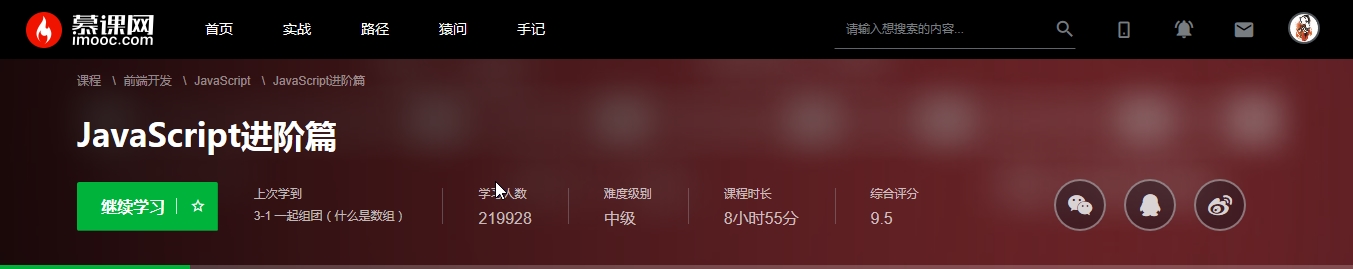 慕课网
imooc.com
首页 实战 路径 猿问 手记
请输入想搜索的内容...
课程 \ 前端开发 \ JavaScript \ JavaScript进阶篇
JavaScript进阶篇
继续学习
上次学到
3-1 一起组团（什么是数组）
学习人数
219928
难度级别
中级
课程时长
8小时55分
综合评分
9.5